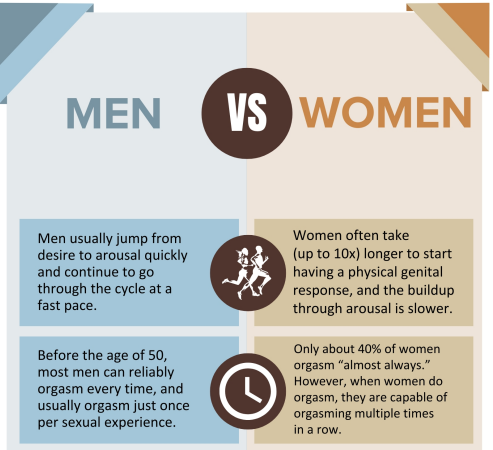 MEN VS WOMEN
Men usually jump from
desire to arousal quickly
and continue to go
through the cycle at a
fast pace.
Women often take
(up to 10x) longer to start
having a physical genital
response, and the buildup
through arousal is slower.
Before the age of 50,
most men can reliably
orgasm every time, and
usually orgasm just once
per sexual experience.
Only about 40% of women
orgasm “almost always.”
However, when women do
orgasm, they are capable of
orgasming multiple times
in a row.